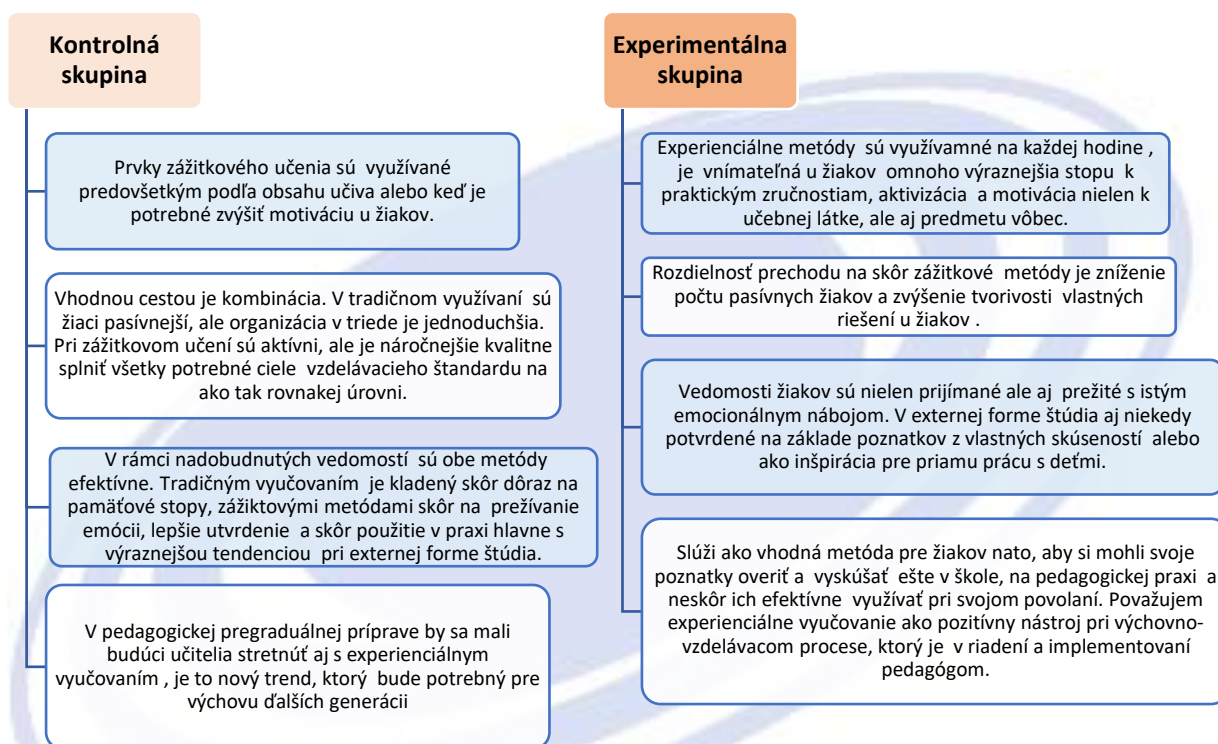 Kontrolná
skupina
Prvky zážitkového učenia sú využívané
predovšetkým podľa obsahu učiva alebo keď je
potrebné zvýšiť motiváciu u žiakov.
Vhodnou cestou je kombinácia. V tradičnom využívaní sú
žiaci pasívnejší, ale organizácia v triede je jednoduchšia.
Pri zážitkovom učení sú aktívni, ale je náročnejšie kvalitne
splniť všetky potrebné ciele vzdelávacieho štandardu na
ako tak rovnakej úrovni.
V rámci nadobudnutých vedomostí sú obe metódy
efektívne. Tradičným vyučovaním je kladený skôr dôraz na
pamäťové stopy, zážiktovými metódami skôr na prežívanie
emócii, lepšie utvrdenie a skôr použitie v praxi hlavne s
výraznejšou tendenciou pri externej forme štúdia.
V pedagogickej pregraduálnej príprave by sa mali
budúci učitelia stretnúť aj s experienciálnym
vyučovaním , je to nový trend, ktorý bude potrebný pre
výchovu ďalších generácii
Experimentálna
skupina
Experienciálne metódy sú využívamné na každej hodine ,
je vnímateľná u žiakov omnoho výraznejšia stopu k
praktickým zručnostiam, aktivizácia a motivácia nielen k
učebnej látke, ale aj predmetu vôbec.
Rozdielnosť prechodu na skôr zážitkové metódy je zníženie
počtu pasívnych žiakov a zvýšenie tvorivosti vlastných
riešení u žiakov .
Vedomosti žiakov sú nielen prijímané ale aj prežité s istým
emocionálnym nábojom. V externej forme štúdia aj niekedy
potvrdené na základe poznatkov z vlastných skúseností alebo
ako inšpirácia pre priamu prácu s deťmi.
Slúži ako vhodná metóda pre žiakov nato, aby si mohli svoje
poznatky overiť a vyskúšať ešte v škole, na pedagogickej praxi a
neskôr ich efektívne využívať pri svojom povolaní. Považujem
experienciálne vyučovanie ako pozitívny nástroj pri výchovno-
vzdelávacom procese, ktorý je v riadení a implementovaní
pedagógom.